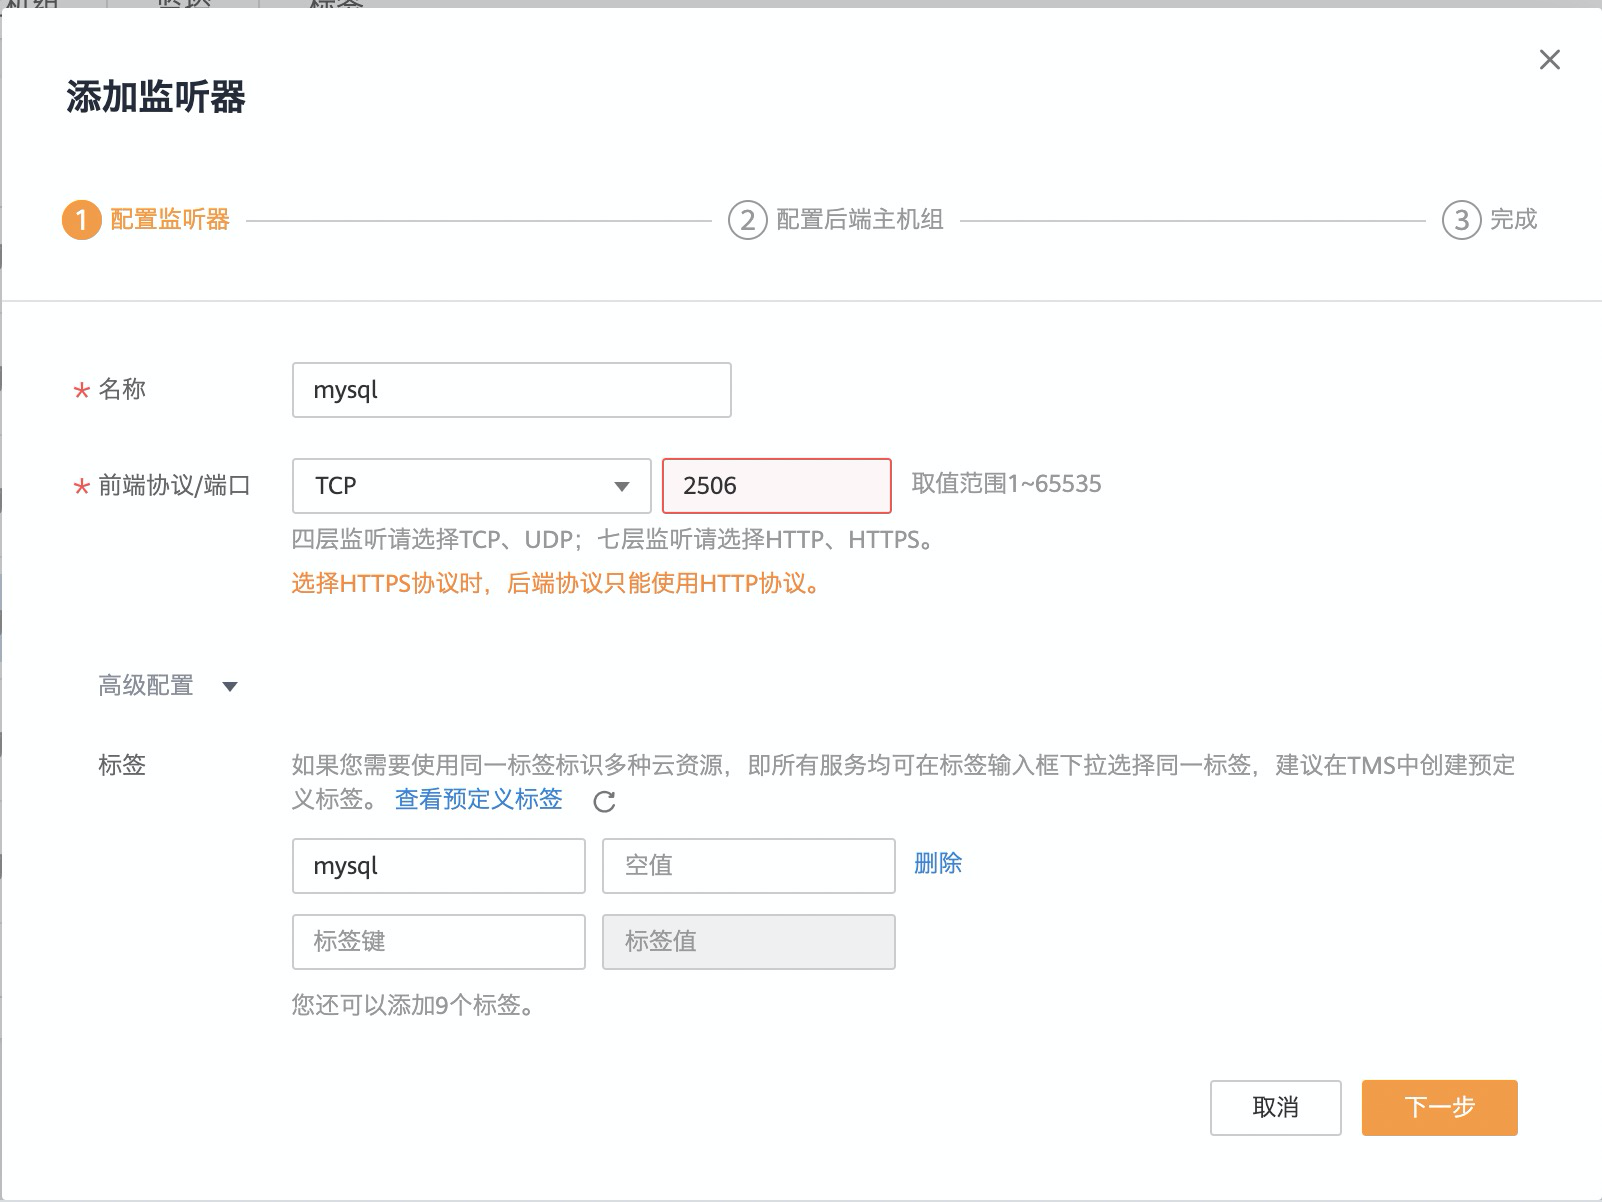 添加监听器
1 配置监听器
2 配置后端主机组
3 完成
* 名称
mysql
* 前端协议/端口
TCP
2506
取值范围1~65535
四层监听请选择TCP、UDP；七层监听请选择HTTP、HTTPS。
选择HTTPS协议时，后端协议只能使用HTTP协议。
高级配置
标签
如果您需要使用同一标签标识多种云资源，即所有服务均可在标签输入框下拉选择同一标签，建议在TMS中创建预定
义标签。 查看预定义标签
mysql
空值
删除
标签键
标签值
您还可以添加9个标签。
取消
下一步